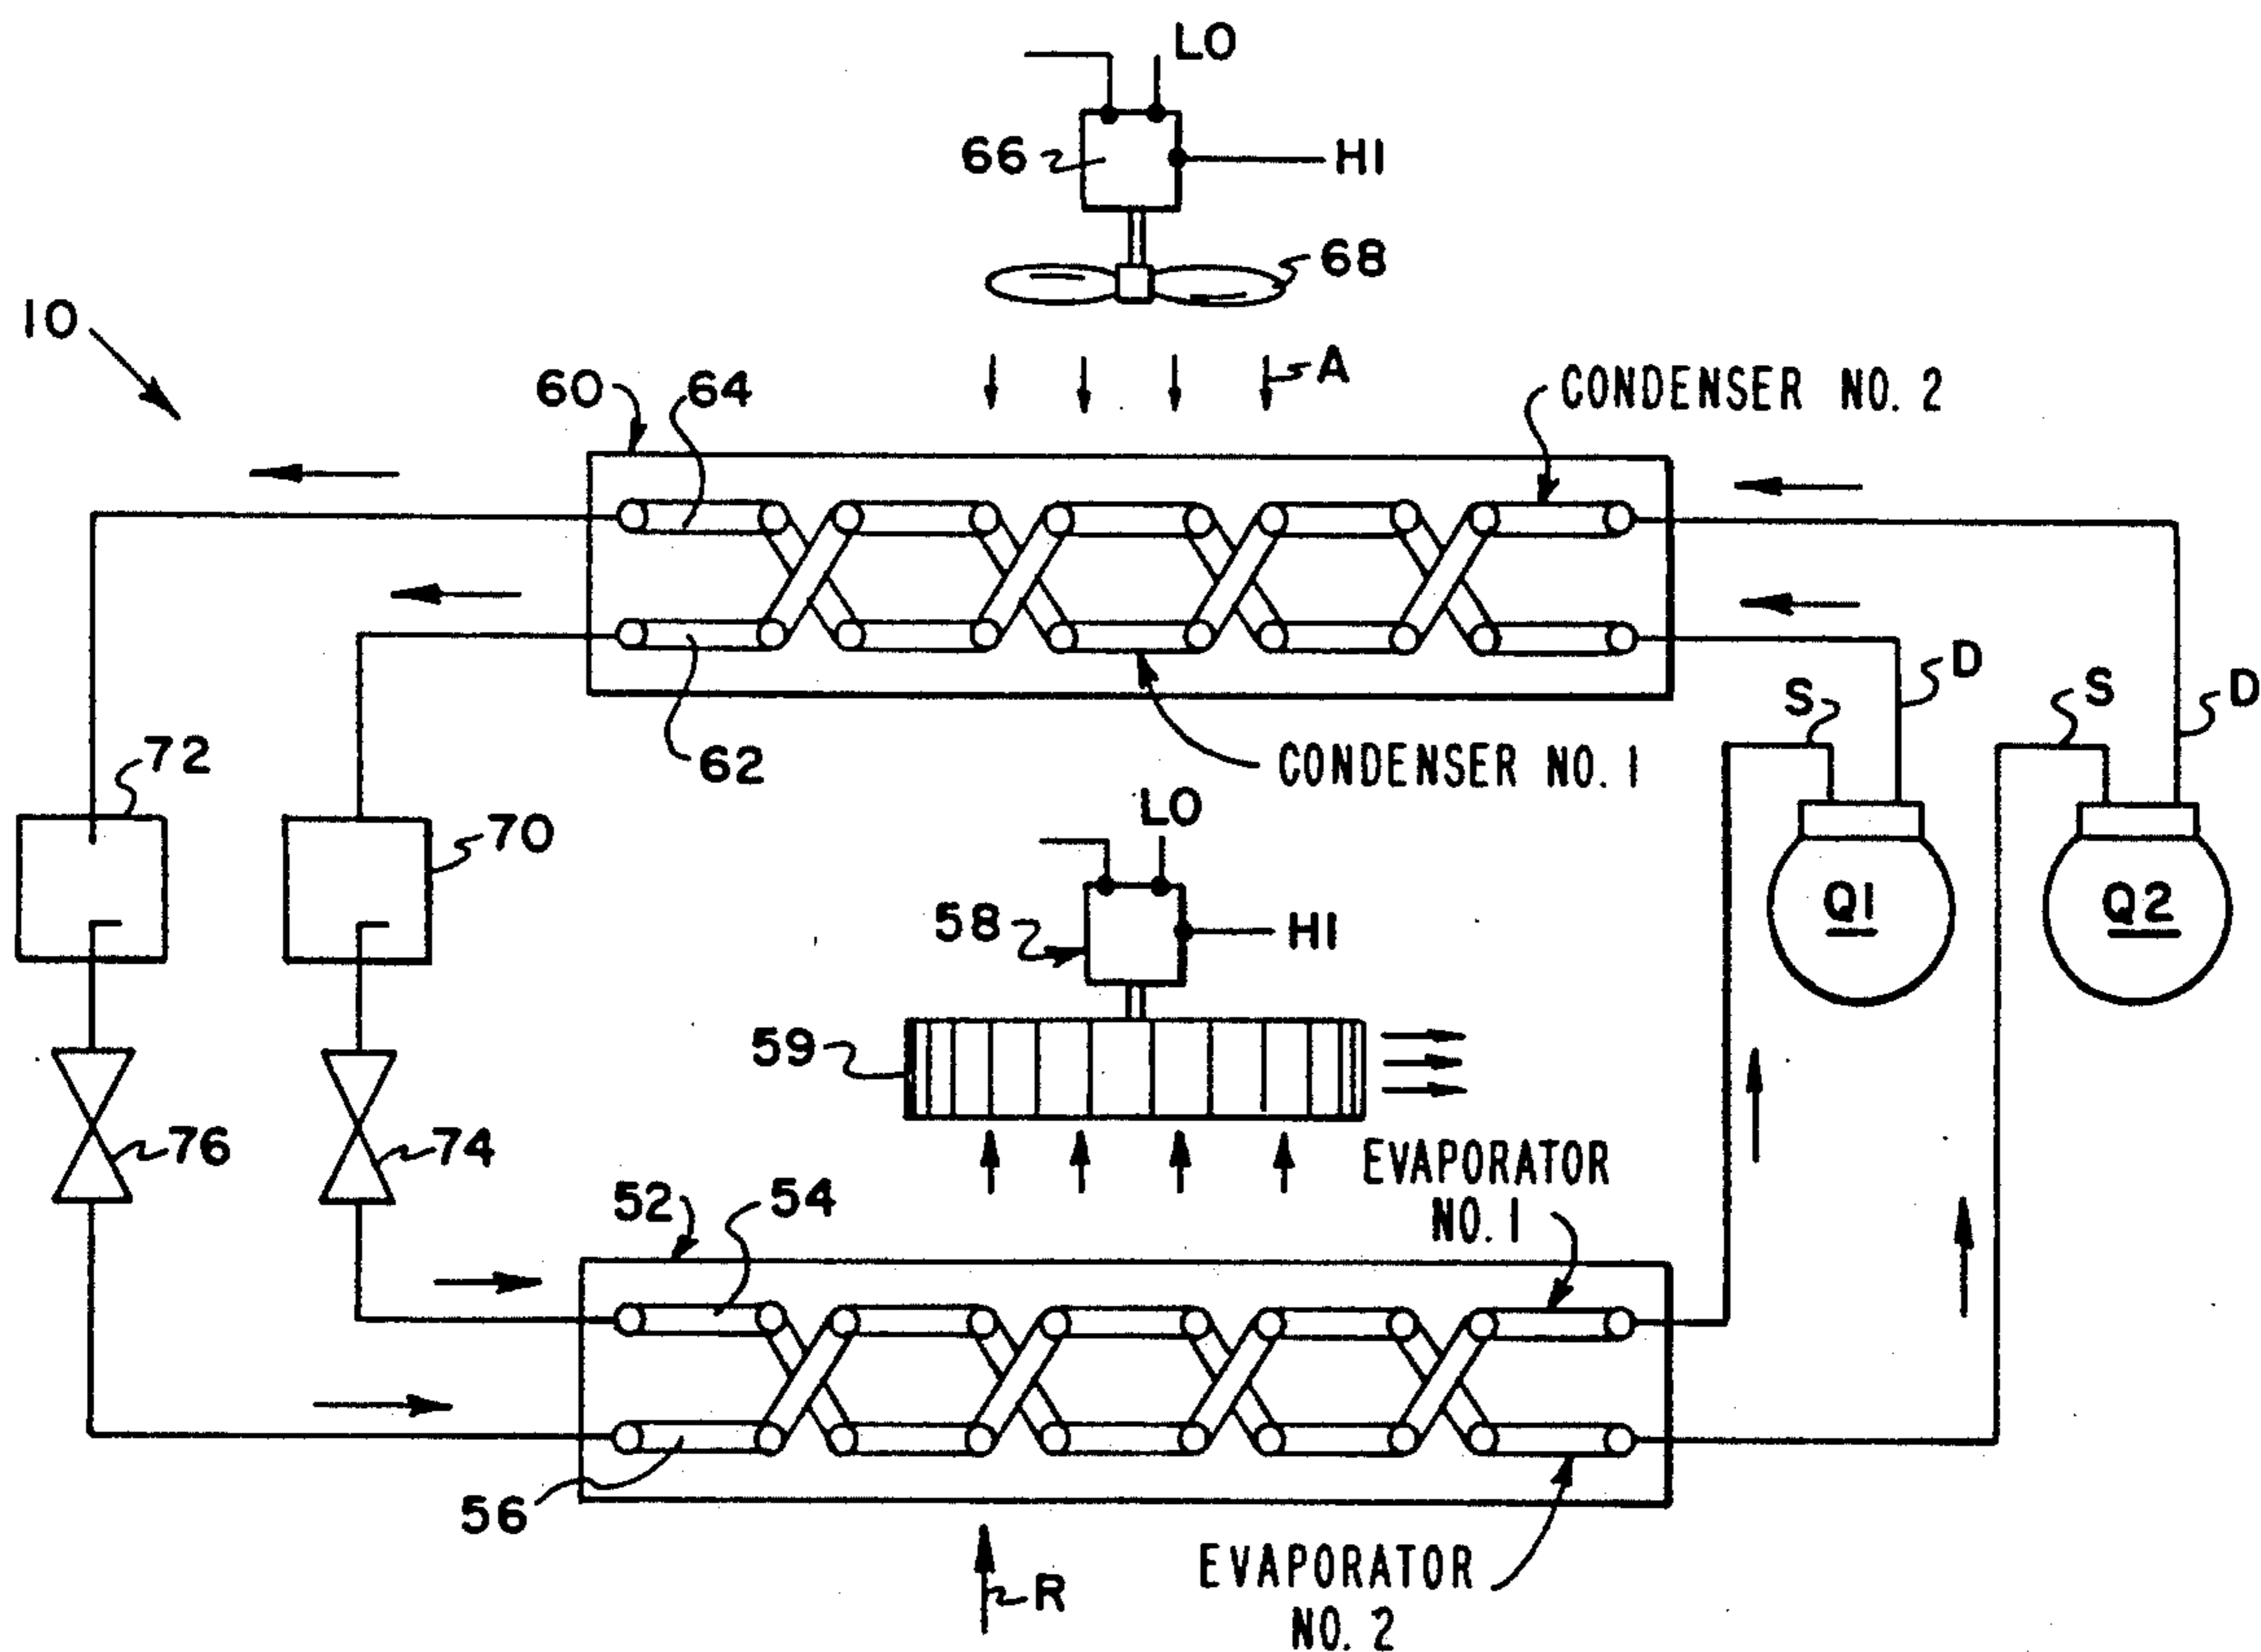 LO
66
HI
68
10
A
60
64
CONDENSER NO. 2
62
CONDENSER NO. 1
D
S
S
D
72
70
LO
58
HI
Q1
Q2
59
76
74
EVAPORATOR
NO. 1
52
54
56
R
EVAPORATOR
NO. 2